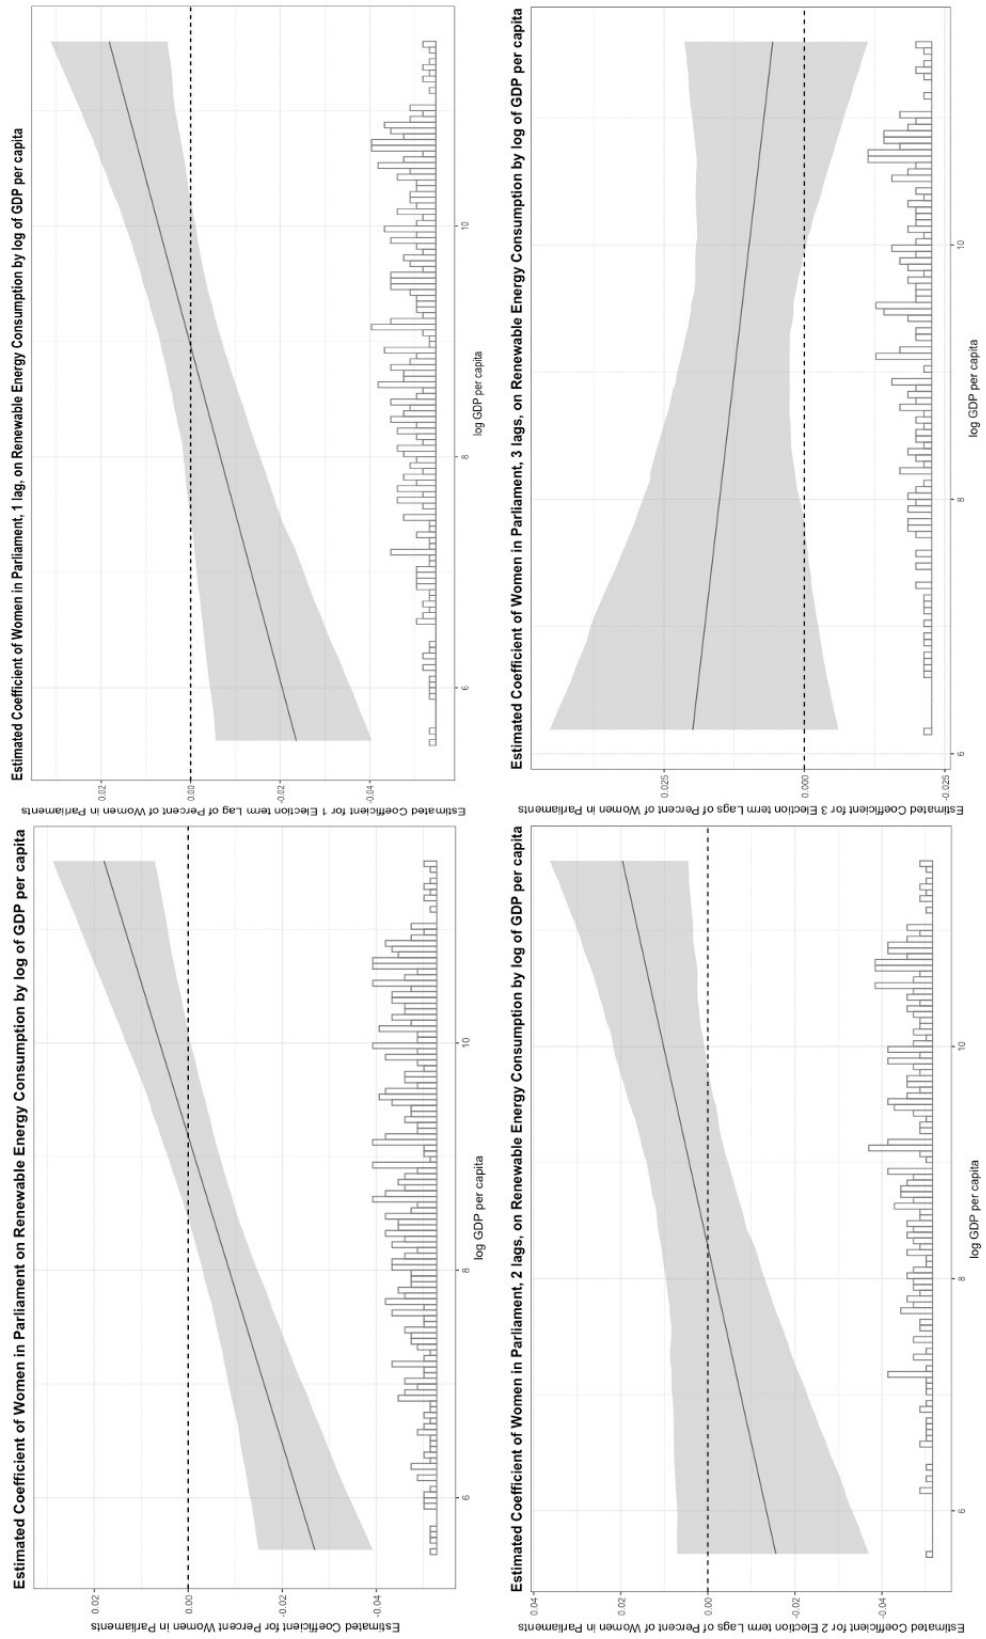 Estimated Coefficient of Women in Parliament on Renewable Energy Consumption by log of GDP per capita
Estimated Coefficient for Percent Women in Parliaments
0.02
0.00
-0.02
-0.04
6
8
10
log GDP per capita
Estimated Coefficient of Women in Parliament, 1 lag, on Renewable Energy Consumption by log of GDP per capita
Estimated Coefficient for 1 Election term Lag of Percent of Women in Parliaments
0.02
0.00
-0.02
-0.04
6
8
10
log GDP per capita
Estimated Coefficient of Women in Parliament, 2 lags, on Renewable Energy Consumption by log of GDP per capita
Estimated Coefficient for 2 Election term Lags of Percent of Women in Parliaments
0.04
0.02
0.00
-0.02
-0.04
6
8
10
log GDP per capita
Estimated Coefficient of Women in Parliament, 3 lags, on Renewable Energy Consumption by log of GDP per capita
Estimated Coefficient for 3 Election term Lags of Percent of Women in Parliaments
0.025
0.000
-0.025
6
8
10
log GDP per capita